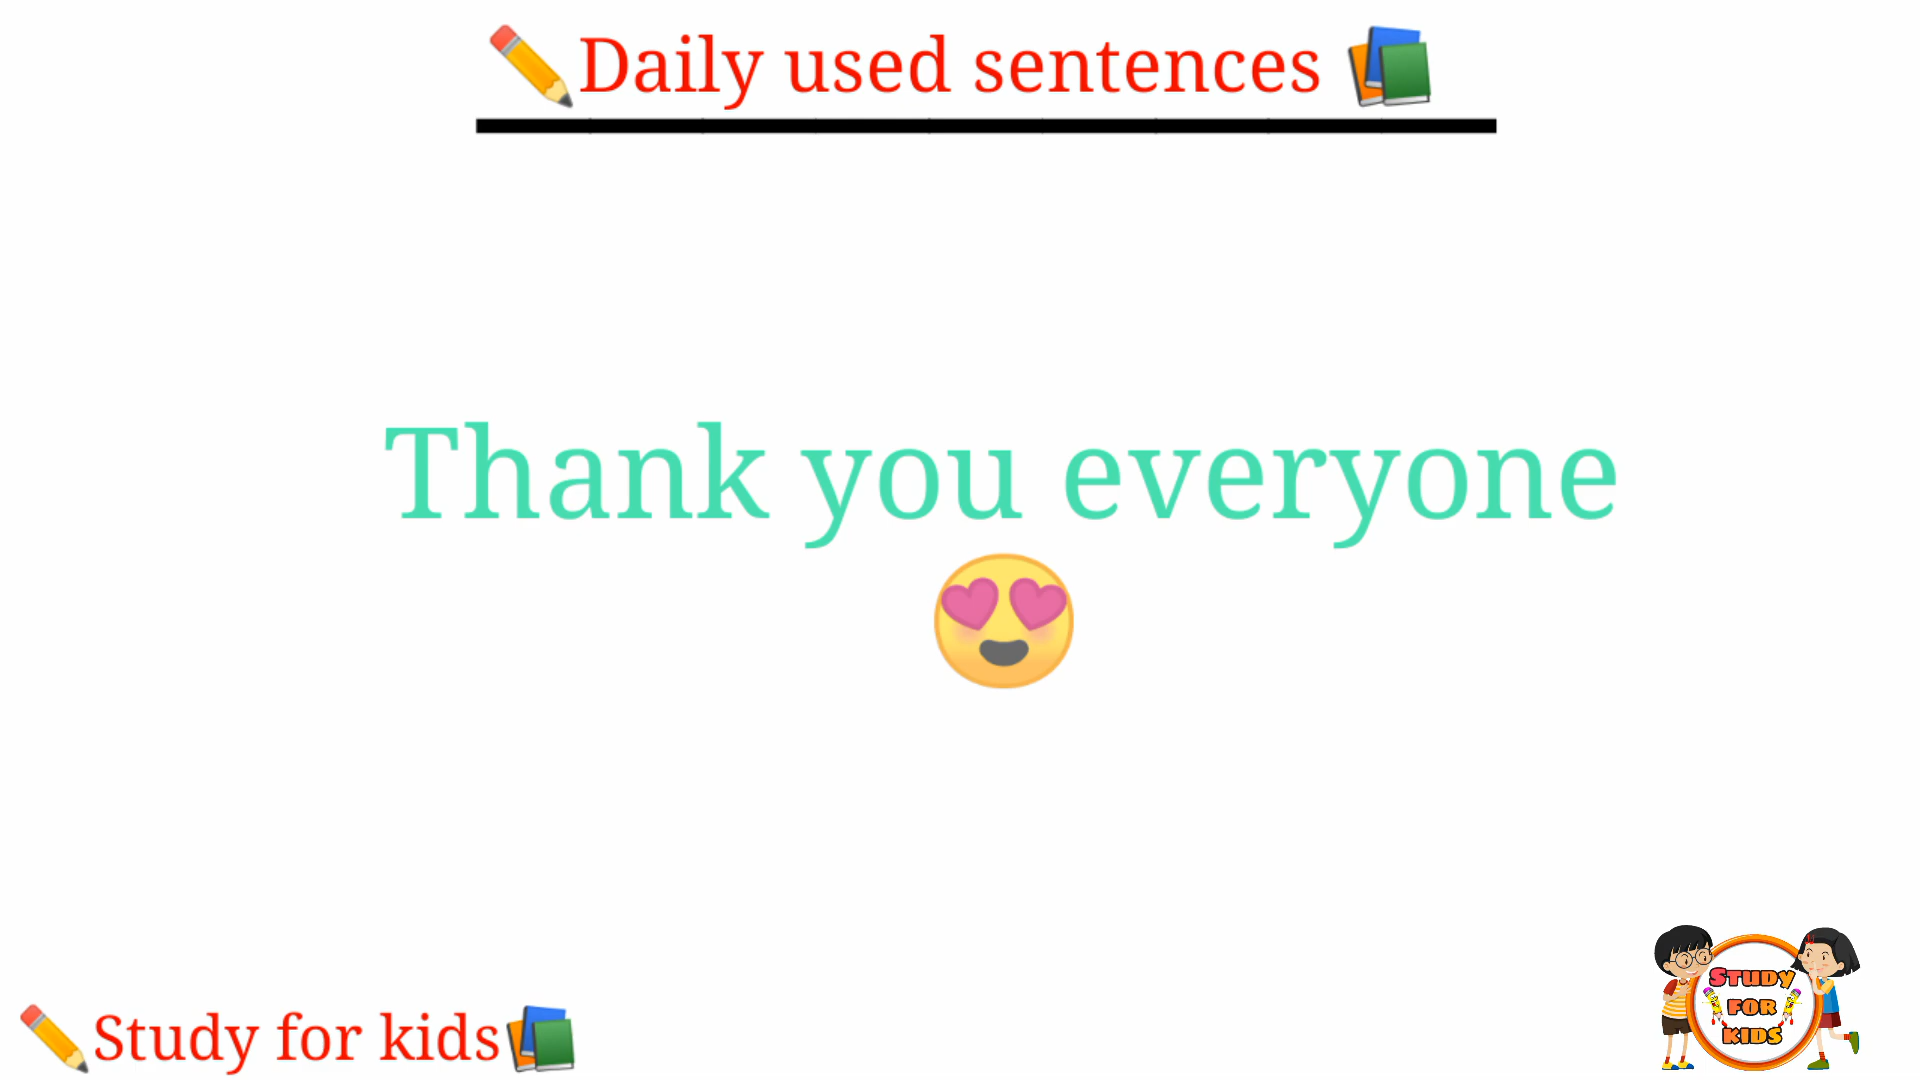 ✏️Daily used sentences 📚
Thank you everyone
😍
✏️Study for kids📚
STUDY
FOR
KIDS